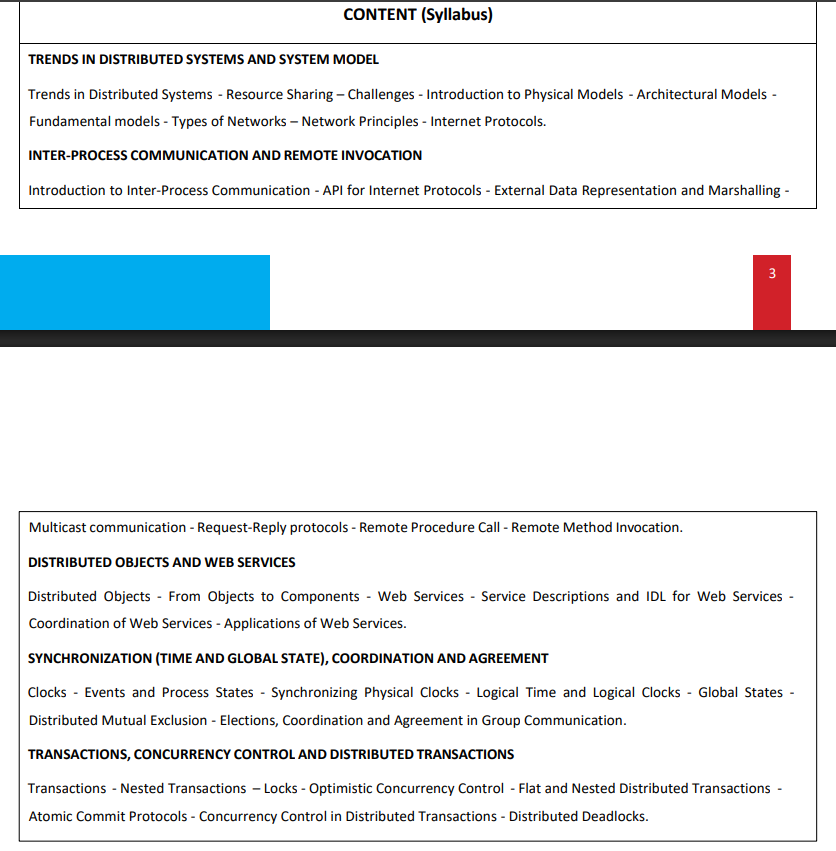 CONTENT (Syllabus)
TRENDS IN DISTRIBUTED SYSTEMS AND SYSTEM MODEL
Trends in Distributed Systems - Resource Sharing – Challenges - Introduction to Physical Models - Architectural Models -
Fundamental models - Types of Networks – Network Principles - Internet Protocols.
INTER-PROCESS COMMUNICATION AND REMOTE INVOCATION
Introduction to Inter-Process Communication - API for Internet Protocols - External Data Representation and Marshalling -
3
Multicast communication - Request-Reply protocols - Remote Procedure Call - Remote Method Invocation.
DISTRIBUTED OBJECTS AND WEB SERVICES
Distributed Objects - From Objects to Components - Web Services - Service Descriptions and IDL for Web Services -
Coordination of Web Services - Applications of Web Services.
SYNCHRONIZATION (TIME AND GLOBAL STATE), COORDINATION AND AGREEMENT
Clocks - Events and Process States - Synchronizing Physical Clocks - Logical Time and Logical Clocks - Global States -
Distributed Mutual Exclusion - Elections, Coordination and Agreement in Group Communication.
TRANSACTIONS, CONCURRENCY CONTROL AND DISTRIBUTED TRANSACTIONS
Transactions - Nested Transactions – Locks - Optimistic Concurrency Control - Flat and Nested Distributed Transactions -
Atomic Commit Protocols - Concurrency Control in Distributed Transactions - Distributed Deadlocks.